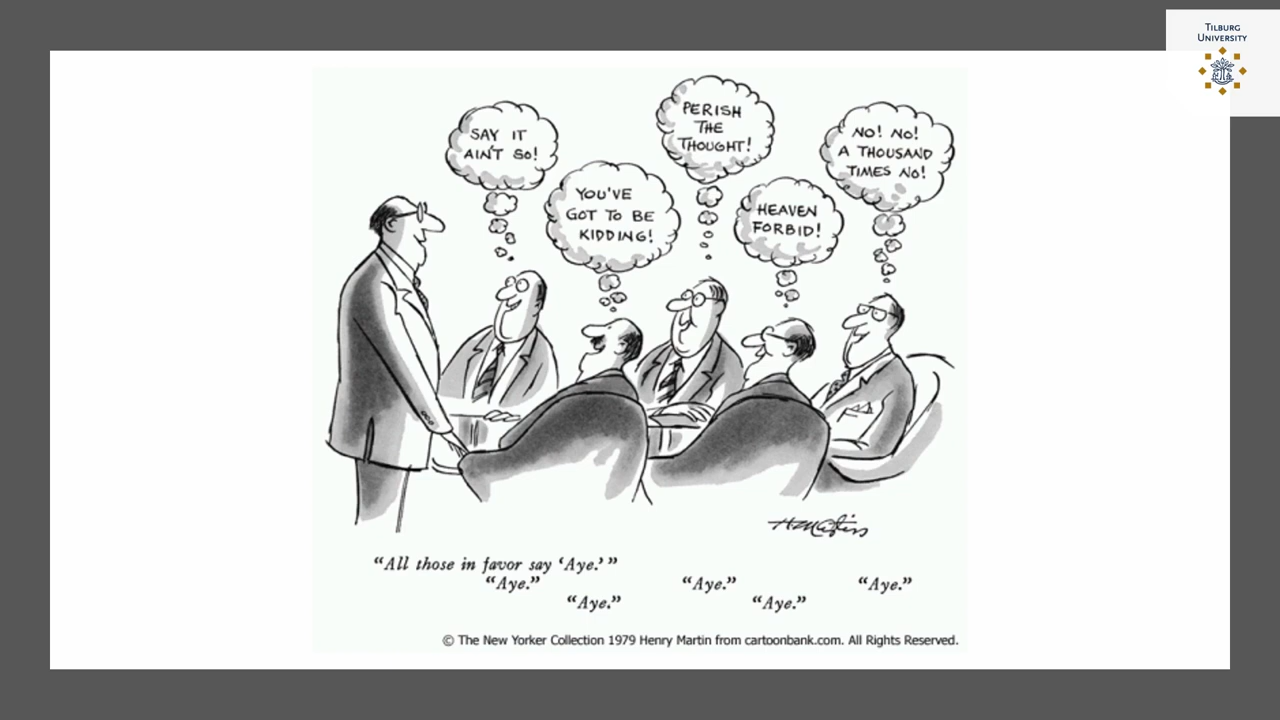 TILBURG
UNIVERSITY
SAY IT
AIN'T SO!
YOU'VE
GOT TO BE
KIDDING!
PERISH
THE
THOUGHT!
HEAVEN
FORBID!
NO! NO!
A THOUSAND
TIMES NO!
H. Martin
“All those in favor say ‘Aye.’ ”
“Aye.” “Aye.” “Aye.”
“Aye.” “Aye.”
© The New Yorker Collection 1979 Henry Martin from cartoonbank.com. All Rights Reserved.